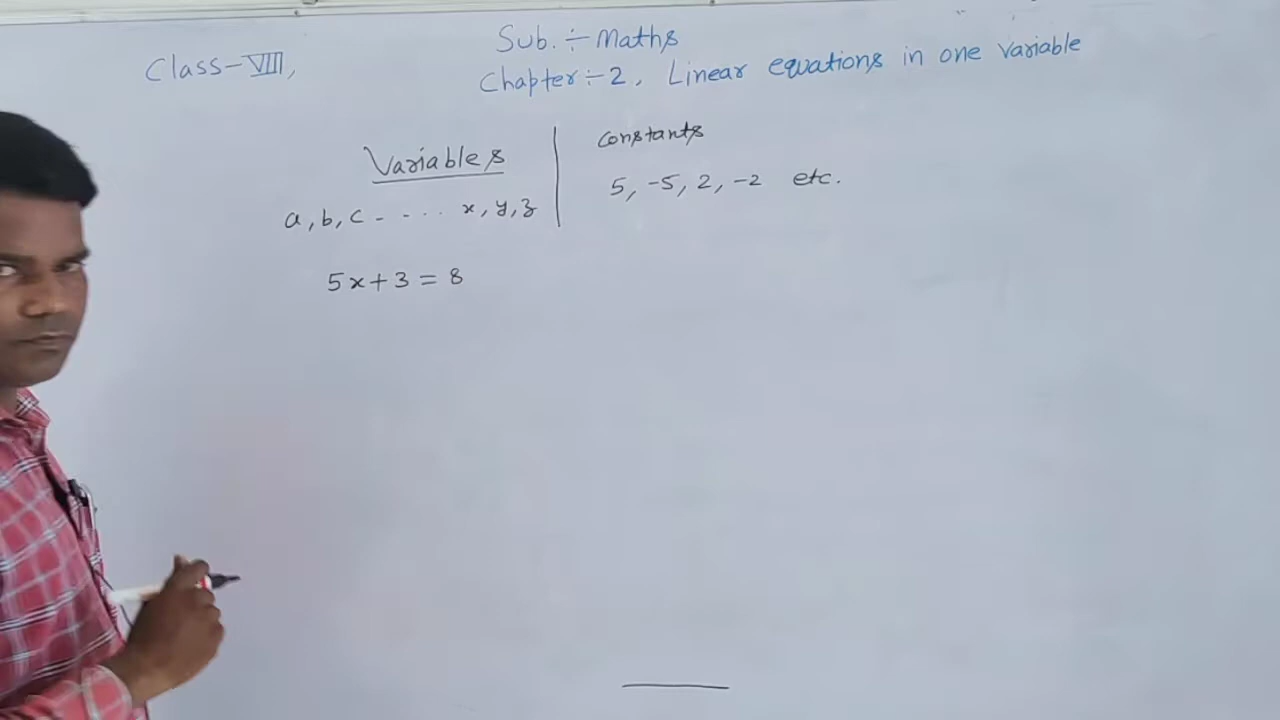 Sub. ÷ Maths
Class-VIII,
Chapter ÷ 2, Linear equations in one variable
Variables
constants
a, b, c - - - . . x, y, z
5, -5, 2, -2 etc.
5x + 3 = 8